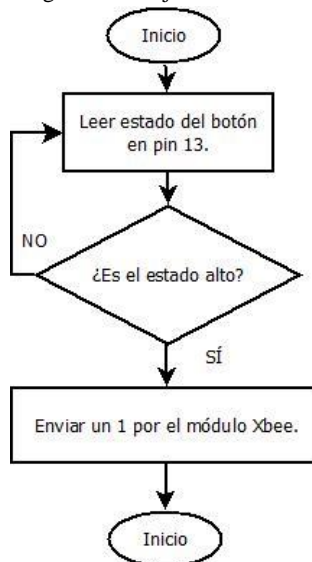 Inicio
Leer estado del botón
en pin 13.
NO
¿Es el estado alto?
SÍ
Enviar un 1 por el módulo Xbee.
Inicio